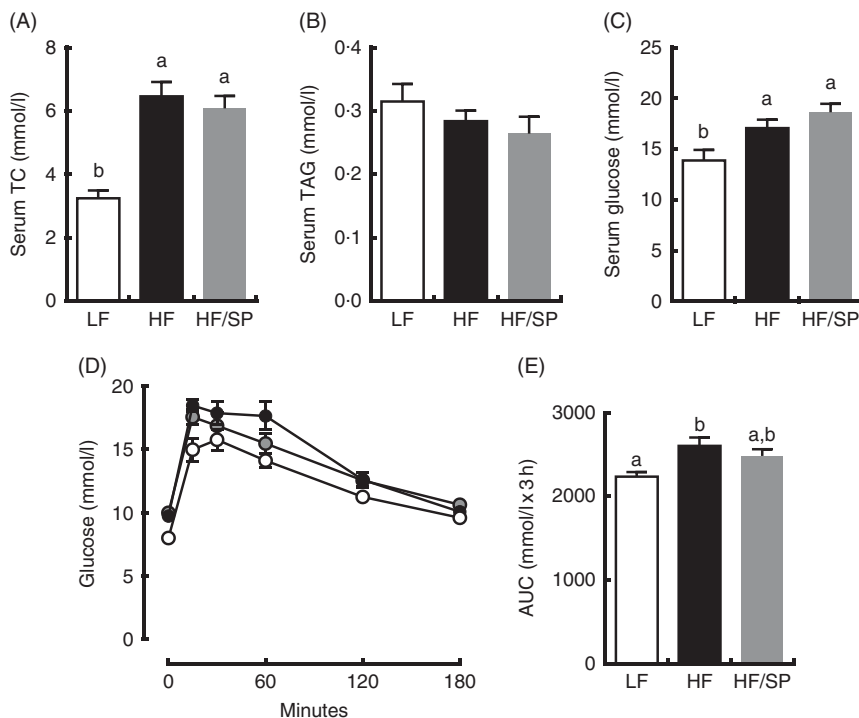 (A)
Serum TC (mmol/l)
8
6
4
2
0
b
a
a
LF HF HF/SP
(B)
Serum TAG (mmol/l)
0·4
0·3
0·2
0·1
0·0
LF HF HF/SP
(C)
Serum glucose (mmol/l)
25
20
15
10
5
0
b
a
a
LF HF HF/SP
(D)
Glucose (mmol/l)
20
15
10
5
0
0 60 120 180
Minutes
(E)
AUC (mmol/l x 3 h)
3000
2000
1000
0
a
b
a,b
LF HF HF/SP